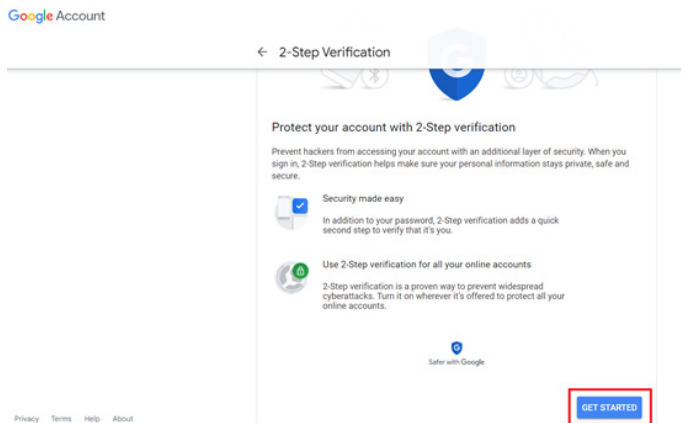 Google Account
← 2-Step Verification
Protect your account with 2-Step verification
Prevent hackers from accessing your account with an additional layer of security. When you
sign in, 2-Step verification helps make sure your personal information stays private, safe and
secure.
Security made easy
In addition to your password, 2-Step verification adds a quick
second step to verify that it's you.
Use 2-Step verification for all your online accounts
2-Step verification is a proven way to prevent widespread
cyberattacks. Turn it on wherever it's offered to protect all your
online accounts.
Safer with Google
GET STARTED
Privacy Terms Help About